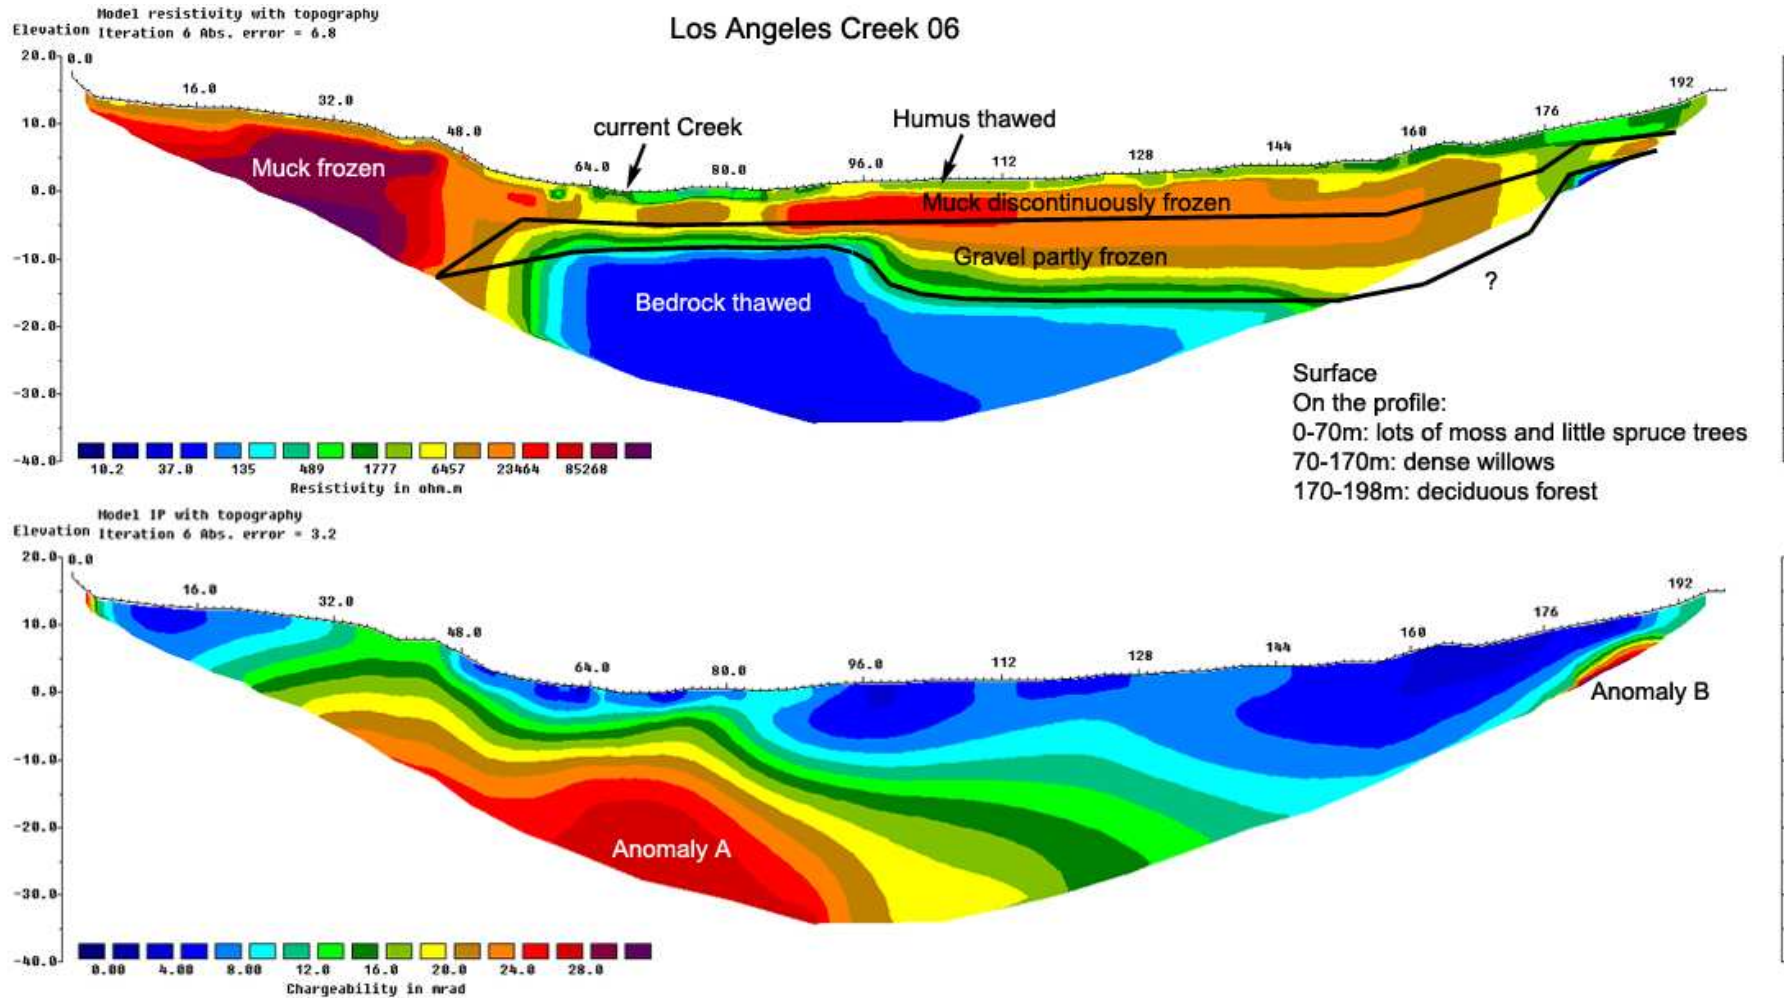 Model resistivity with topography
Elevation Iteration 6 Abs. error = 6.8
Los Angeles Creek 06
20.0
0.0
16.0
32.0
48.0
64.0
80.0
96.0
112
128
144
160
176
192
10.0
0.0
-10.0
-20.0
-30.0
-40.0
current Creek
Humus thawed
Muck frozen
Muck discontinuously frozen
Gravel partly frozen
Bedrock thawed
?
10.2 37.0 135 489 1777 6457 23464 85268
Resistivity in ohm.m
Surface
On the profile:
0-70m: lots of moss and little spruce trees
70-170m: dense willows
170-198m: deciduous forest
Model IP with topography
Elevation Iteration 6 Abs. error = 3.2
20.0
0.0
16.0
32.0
48.0
64.0
80.0
96.0
112
128
144
160
176
192
10.0
0.0
-10.0
-20.0
-30.0
-40.0
Anomaly B
Anomaly A
0.00 4.00 8.00 12.0 16.0 20.0 24.0 28.0
Chargeability in mrad